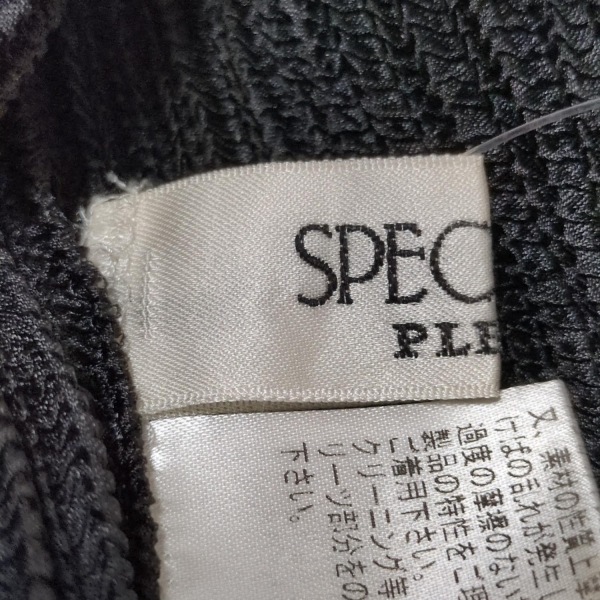 SPEC
PLE
又、素材の性質上
けばの乱れが発生し
過度の摩擦のない
製品の特性をご
ご着用下さい。
クリーニング等
リーツ部分をの
下さい。